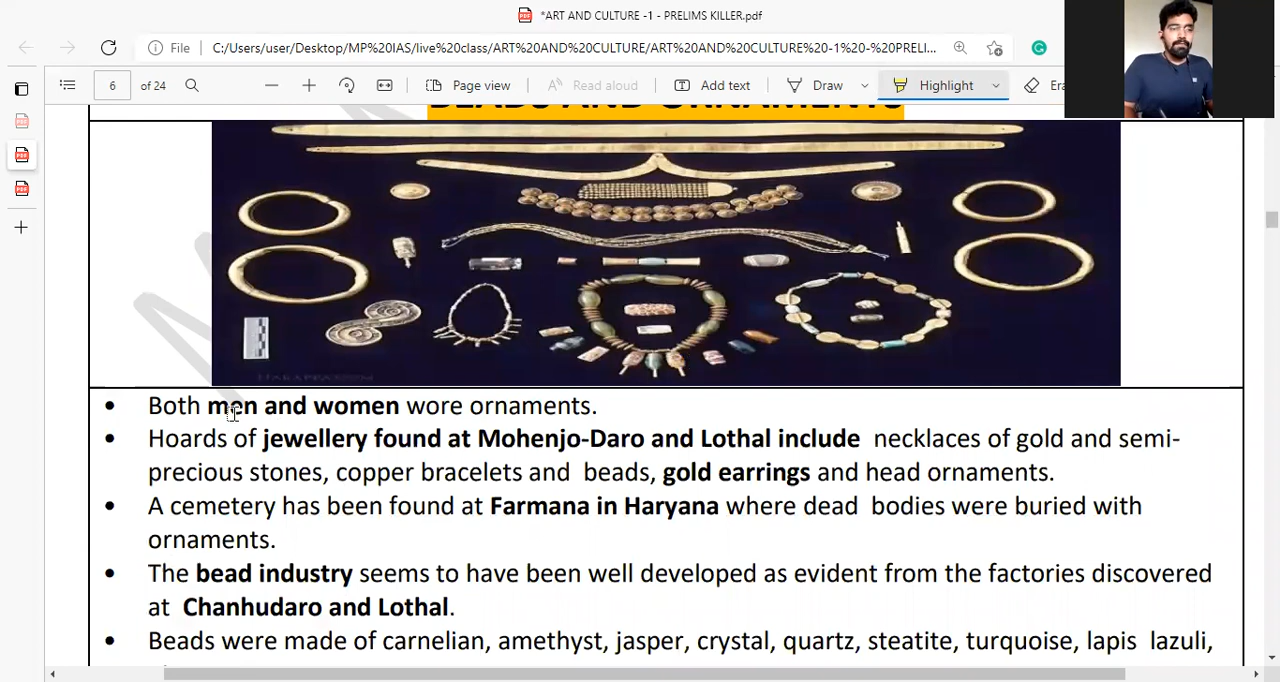 *ART AND CULTURE -1 - PRELIMS KILLER.pdf
File C:/Users/user/Desktop/MP%20IAS/live%20class/ART%20AND%20CULTURE/ART%20AND%20CULTURE%20-1%20-%20PRELI...
6 of 24 Page view Read aloud Add text Draw Highlight Era
BEADS AND ORNAMENTS
• Both men and women wore ornaments.
• Hoards of jewellery found at Mohenjo-Daro and Lothal include necklaces of gold and semi-
precious stones, copper bracelets and beads, gold earrings and head ornaments.
• A cemetery has been found at Farmana in Haryana where dead bodies were buried with
ornaments.
• The bead industry seems to have been well developed as evident from the factories discovered
at Chanhudaro and Lothal.
• Beads were made of carnelian, amethyst, jasper, crystal, quartz, steatite, turquoise, lapis lazuli,